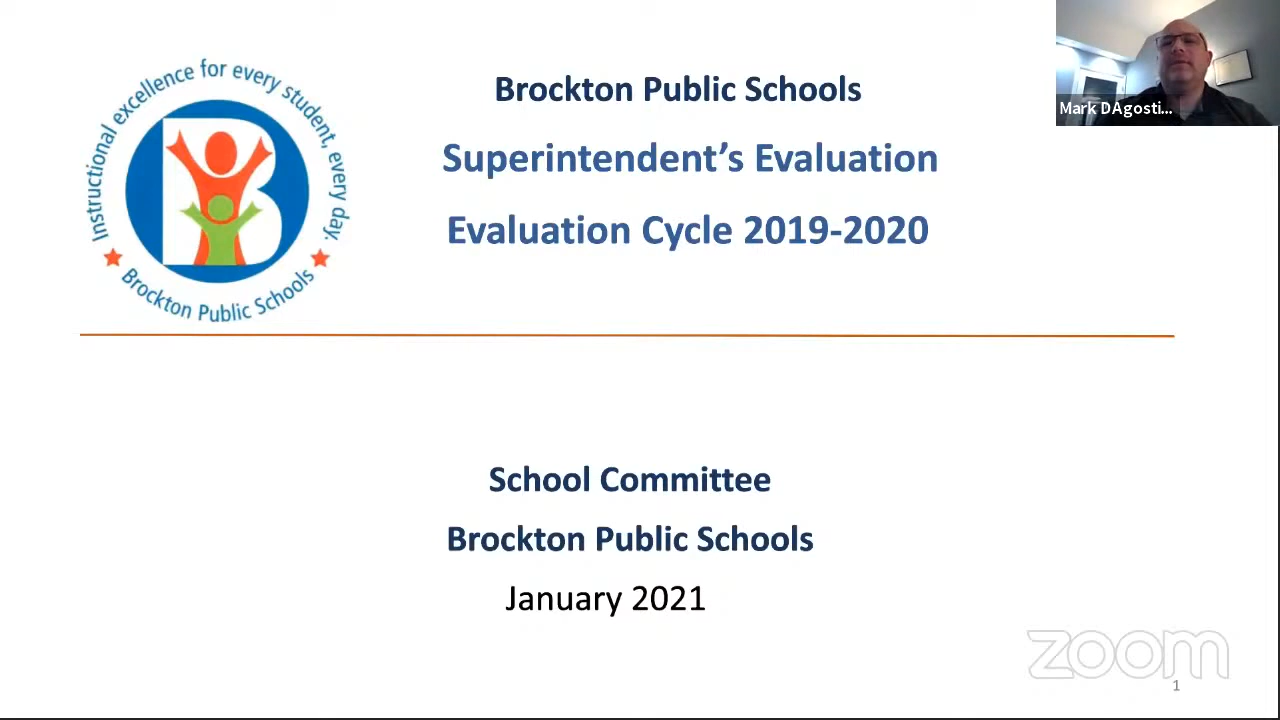 Instructional excellence for every student, every day.
Brockton Public Schools
B
Brockton Public Schools
Superintendent’s Evaluation
Evaluation Cycle 2019-2020
Mark DAgosti...
School Committee
Brockton Public Schools
January 2021
zoom
1